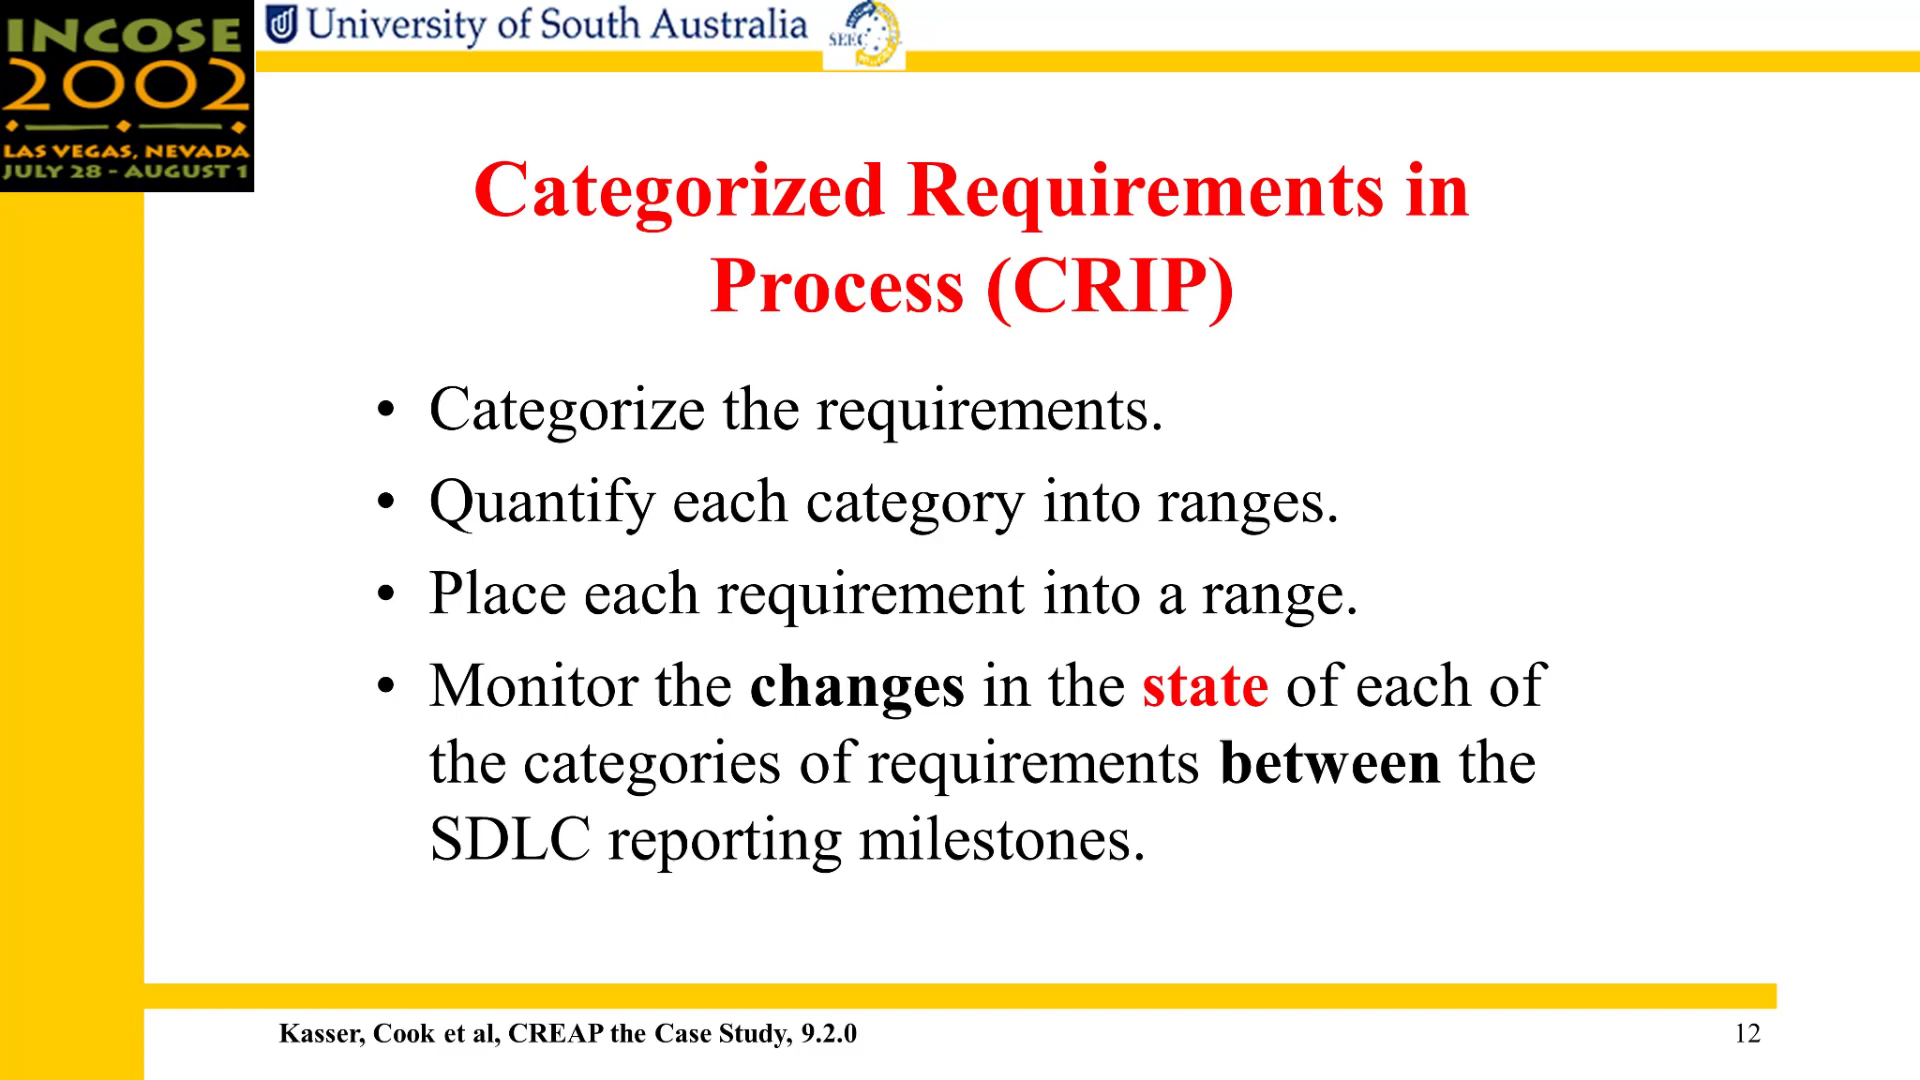 INCOSE
2002
LAS VEGAS, NEVADA
JULY 28 - AUGUST 1
University of South Australia
SEEC
Categorized Requirements in
Process (CRIP)
• Categorize the requirements.
• Quantify each category into ranges.
• Place each requirement into a range.
• Monitor the changes in the state of each of
the categories of requirements between the
SDLC reporting milestones.
Kasser, Cook et al, CREAP the Case Study, 9.2.0
12